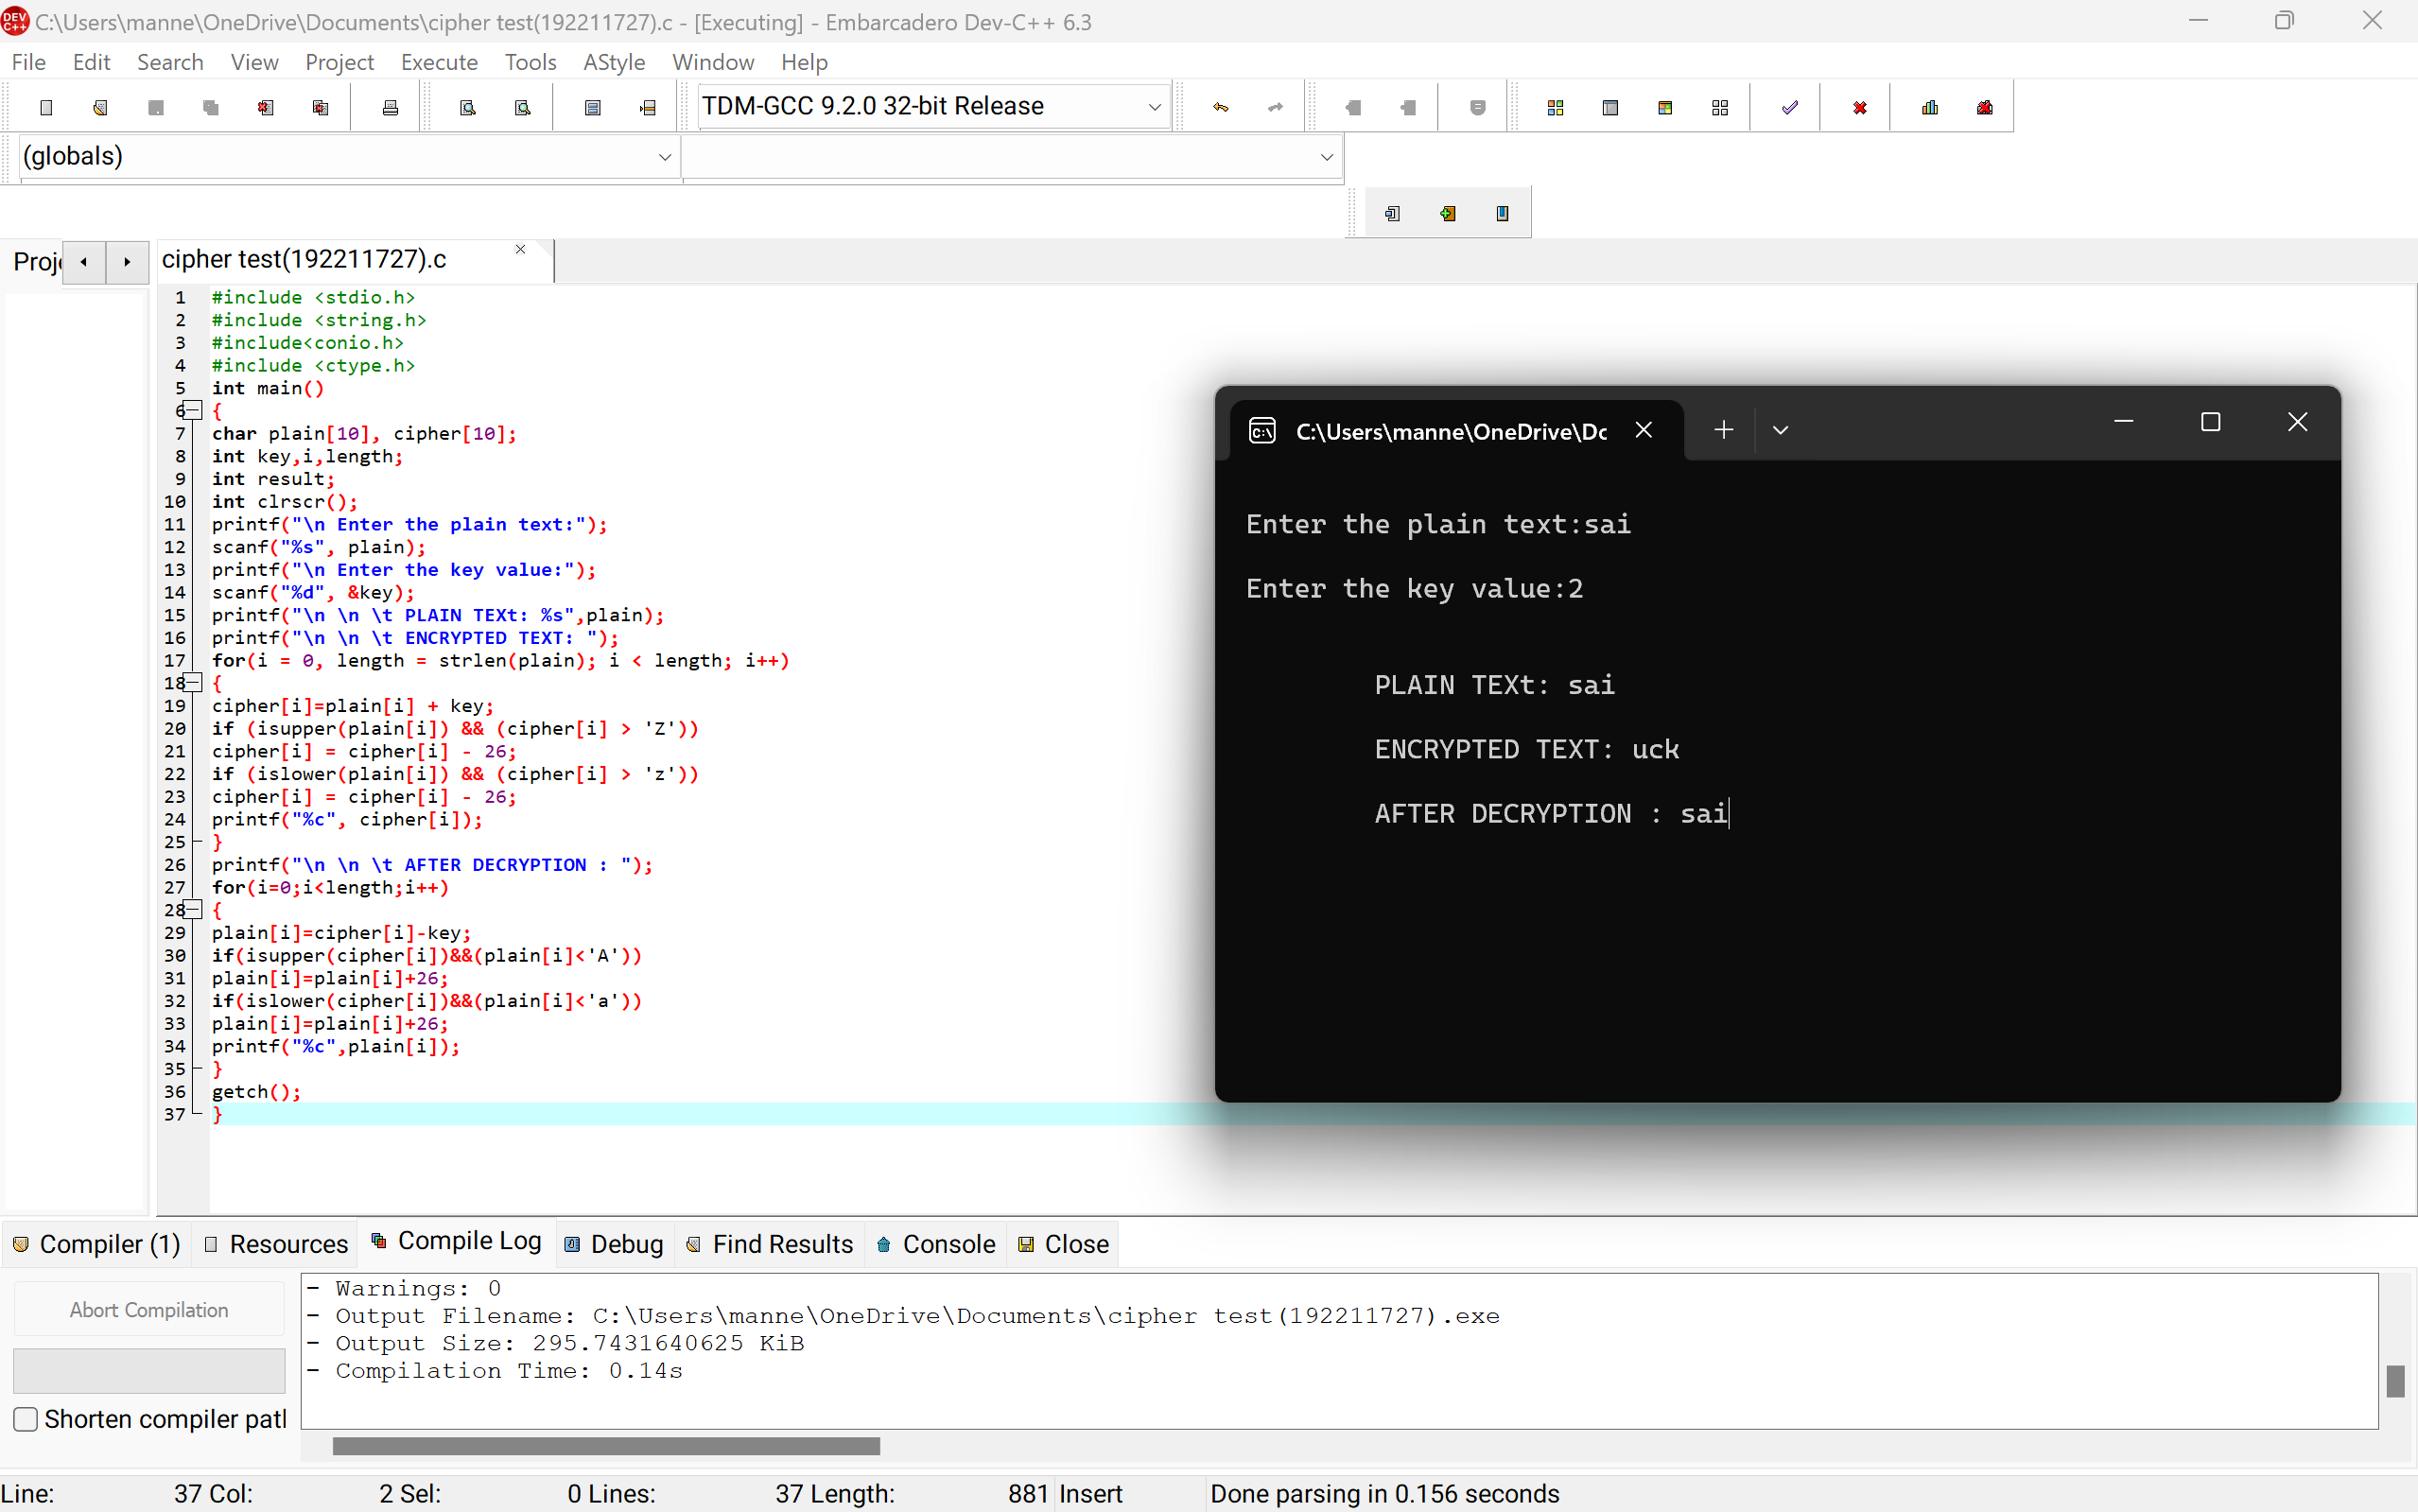 C:\Users\manne\OneDrive\Documents\cipher test(192211727).c - [Executing] - Embarcadero Dev-C++ 6.3
File Edit Search View Project Execute Tools AStyle Window Help
TDM-GCC 9.2.0 32-bit Release
(globals)
Proje
cipher test(192211727).c
1 #include <stdio.h>
2 #include <string.h>
3 #include<conio.h>
4 #include <ctype.h>
5 int main()
6 {
7 char plain[10], cipher[10];
8 int key,i,length;
9 int result;
10 int clrscr();
11 printf("\n Enter the plain text:");
12 scanf("%s", plain);
13 printf("\n Enter the key value:");
14 scanf("%d", &key);
15 printf("\n \n \t PLAIN TEXt: %s",plain);
16 printf("\n \n \t ENCRYPTED TEXT: ");
17 for(i = 0, length = strlen(plain); i < length; i++)
18 {
19 cipher[i]=plain[i] + key;
20 if (isupper(plain[i]) && (cipher[i] > 'Z'))
21 cipher[i] = cipher[i] - 26;
22 if (islower(plain[i]) && (cipher[i] > 'z'))
23 cipher[i] = cipher[i] - 26;
24 printf("%c", cipher[i]);
25 }
26 printf("\n \n \t AFTER DECRYPTION : ");
27 for(i=0;i<length;i++)
28 {
29 plain[i]=cipher[i]-key;
30 if(isupper(cipher[i])&&(plain[i]<'A'))
31 plain[i]=plain[i]+26;
32 if(islower(cipher[i])&&(plain[i]<'a'))
33 plain[i]=plain[i]+26;
34 printf("%c",plain[i]);
35 }
36 getch();
37 }
C:\Users\manne\OneDrive\Dc
Enter the plain text:sai
Enter the key value:2
PLAIN TEXt: sai
ENCRYPTED TEXT: uck
AFTER DECRYPTION : sai
Compiler (1) Resources Compile Log Debug Find Results Console Close
Abort Compilation
Shorten compiler patl
- Warnings: 0
- Output Filename: C:\Users\manne\OneDrive\Documents\cipher test(192211727).exe
- Output Size: 295.7431640625 KiB
- Compilation Time: 0.14s
Line: 37 Col: 2 Sel: 0 Lines: 37 Length: 881 Insert Done parsing in 0.156 seconds